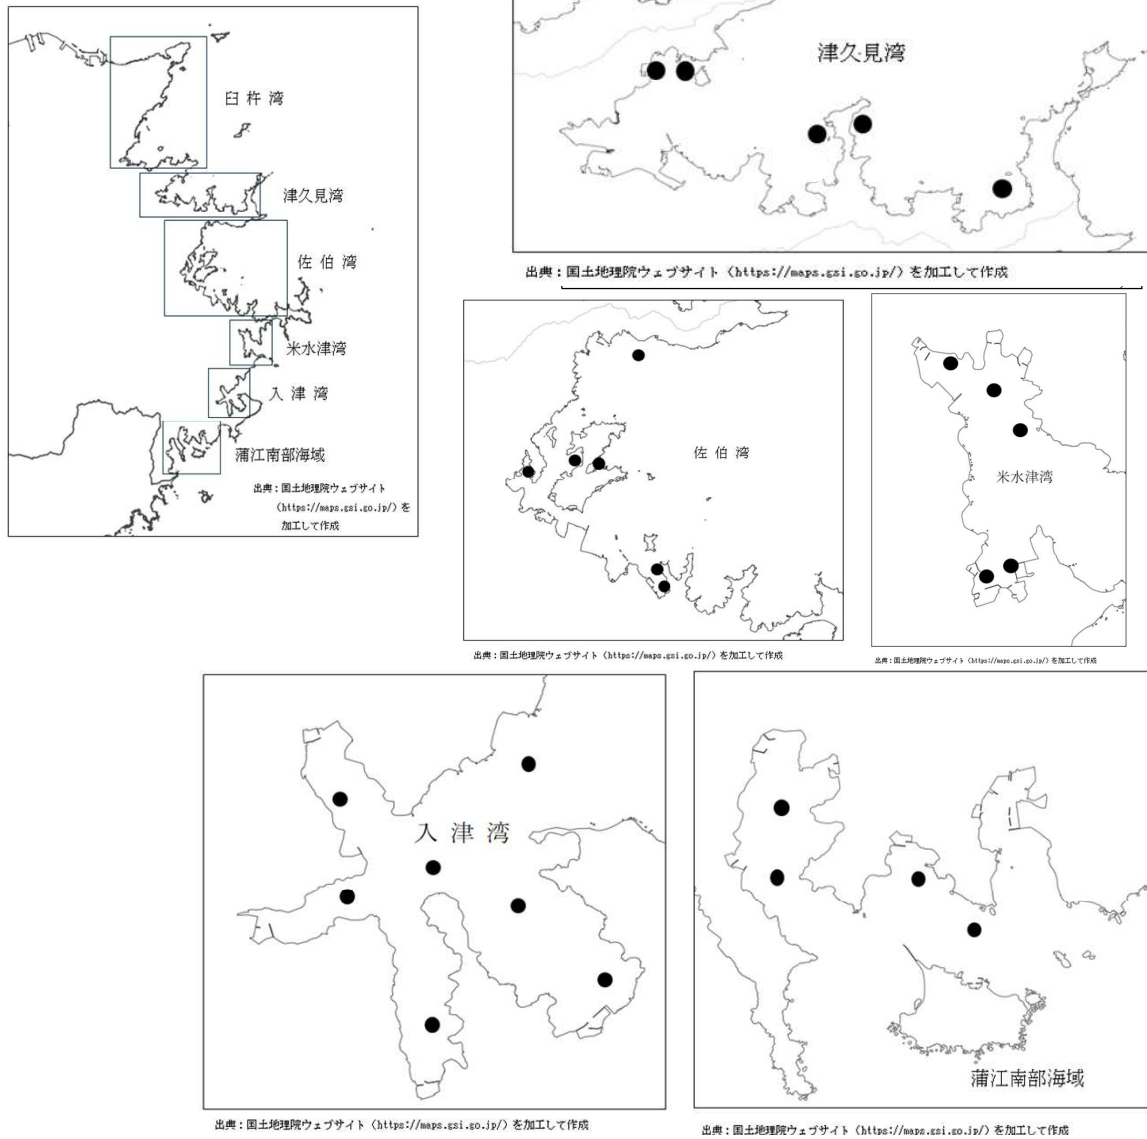 臼杵湾
津久見湾
佐伯湾
米水津湾
入津湾
蒲江南部海域
出典:国土地理院ウェブサイト
(https://maps.gsi.go.jp/)を
加工して作成
津久見湾
出典:国土地理院ウェブサイト(https://maps.gsi.go.jp/)を加工して作成
佐伯湾
出典:国土地理院ウェブサイト(https://maps.gsi.go.jp/)を加工して作成
米水津湾
出典:国土地理院ウェブサイト(https://maps.gsi.go.jp/)を加工して作成
入津湾
出典:国土地理院ウェブサイト(https://maps.gsi.go.jp/)を加工して作成
蒲江南部海域
出典:国土地理院ウェブサイト(https://maps.gsi.go.jp/)を加工して作成